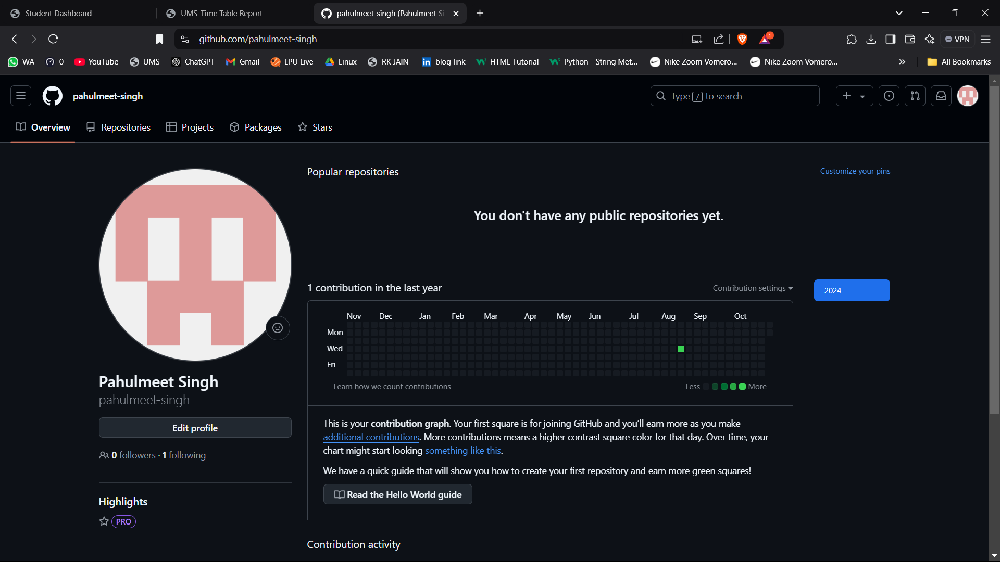 Student Dashboard
UMS-Time Table Report
pahulmeet-singh (Pahulmeet
github.com/pahulmeet-singh
1
VPN
WA
0
YouTube
UMS
ChatGPT
Gmail
LPU Live
Linux
RK JAIN
blog link
HTML Tutorial
Python - String Met...
Nike Zoom Vomero...
Nike Zoom Vomero...
All Bookmarks
pahulmeet-singh
Type / to search
Overview
Repositories
Projects
Packages
Stars
Popular repositories
Customize your pins
You don't have any public repositories yet.
1 contribution in the last year
Contribution settings
2024
Nov Dec Jan Feb Mar Apr May Jun Jul Aug Sep Oct
Mon
Wed
Fri
Learn how we count contributions
Less
More
Pahulmeet Singh
pahulmeet-singh
Edit profile
0 followers · 1 following
Highlights
PRO
This is your contribution graph. Your first square is for joining GitHub and you'll earn more as you make
additional contributions. More contributions means a higher contrast square color for that day. Over time, your
chart might start looking something like this.
We have a quick guide that will show you how to create your first repository and earn more green squares!
Read the Hello World guide
Contribution activity